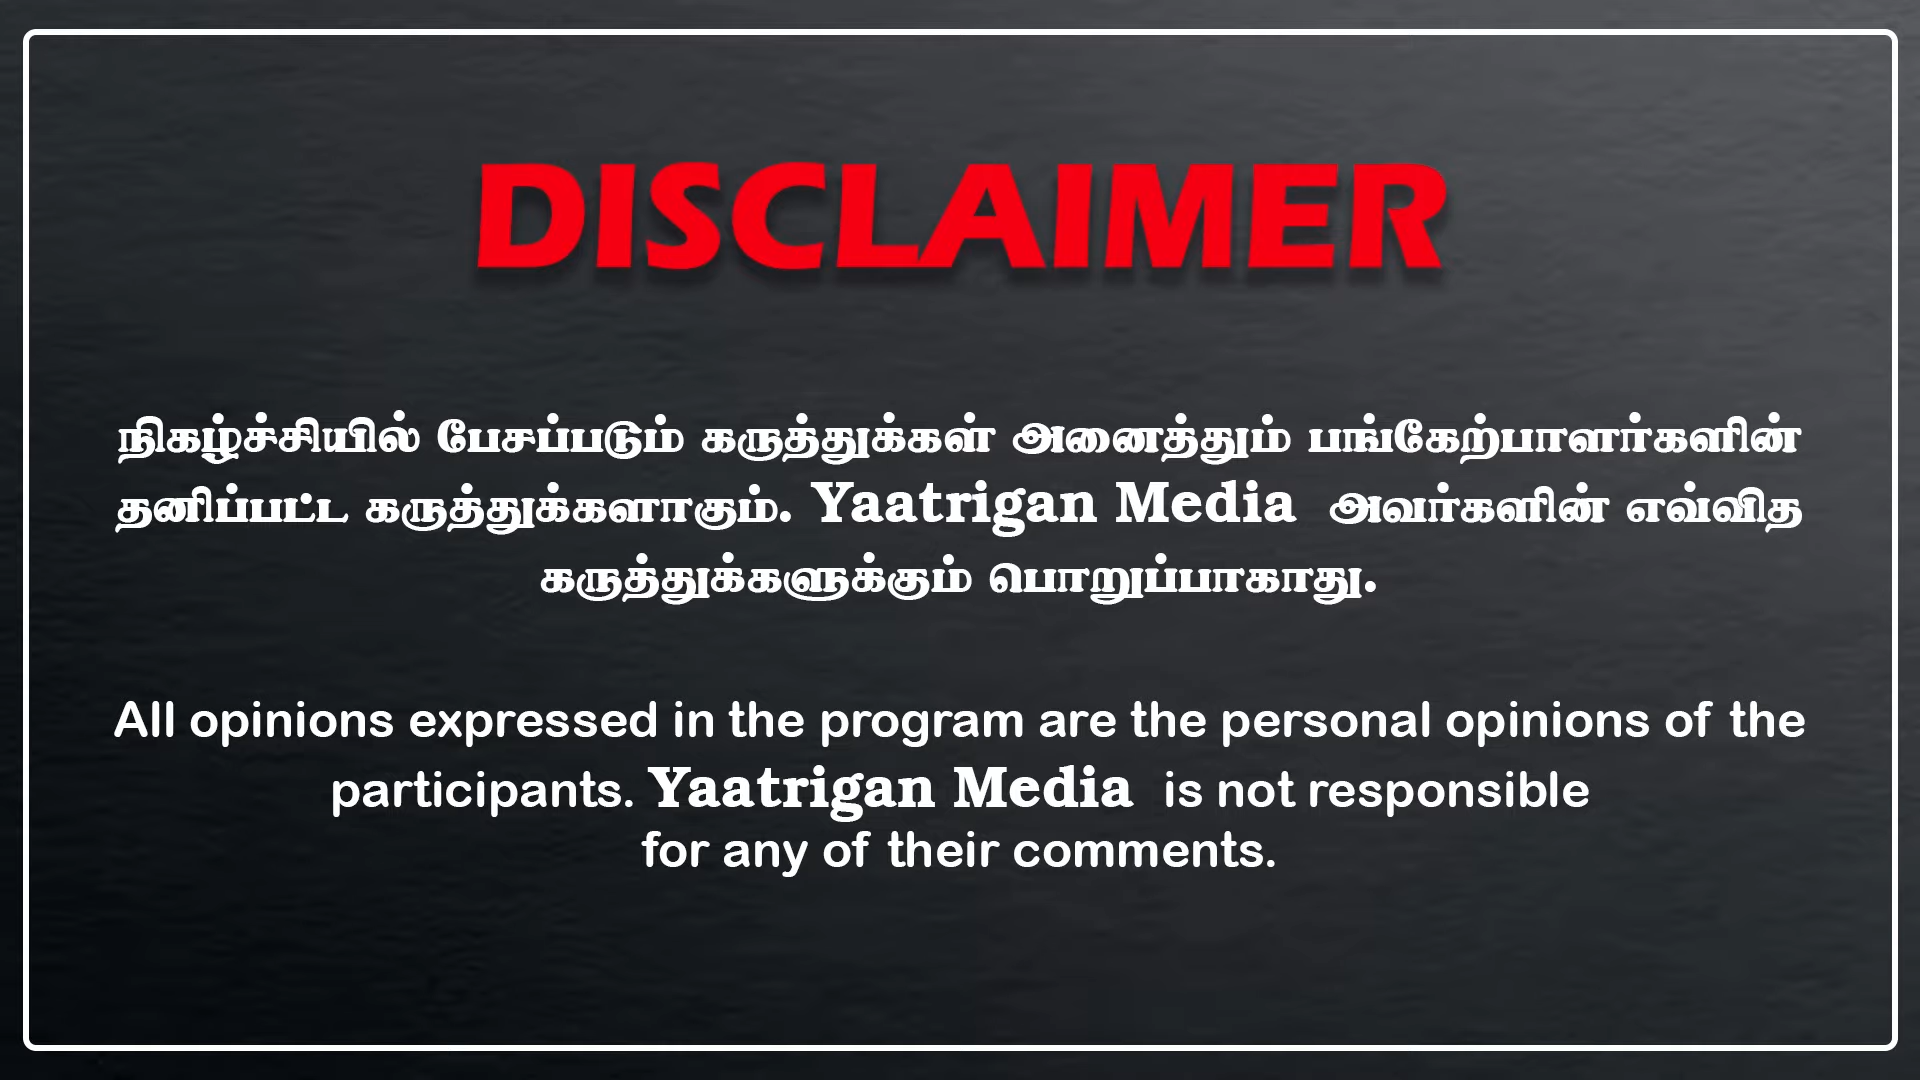 DISCLAIMER
நிகழ்ச்சியில் பேசப்படும் கருத்துக்கள் அனைத்தும் பங்கேற்பாளர்களின்
தனிப்பட்ட கருத்துக்களாகும். Yaatrigan Media அவர்களின் எவ்வித
கருத்துக்களுக்கும் பொறுப்பாகாது.
All opinions expressed in the program are the personal opinions of the
participants. Yaatrigan Media is not responsible
for any of their comments.